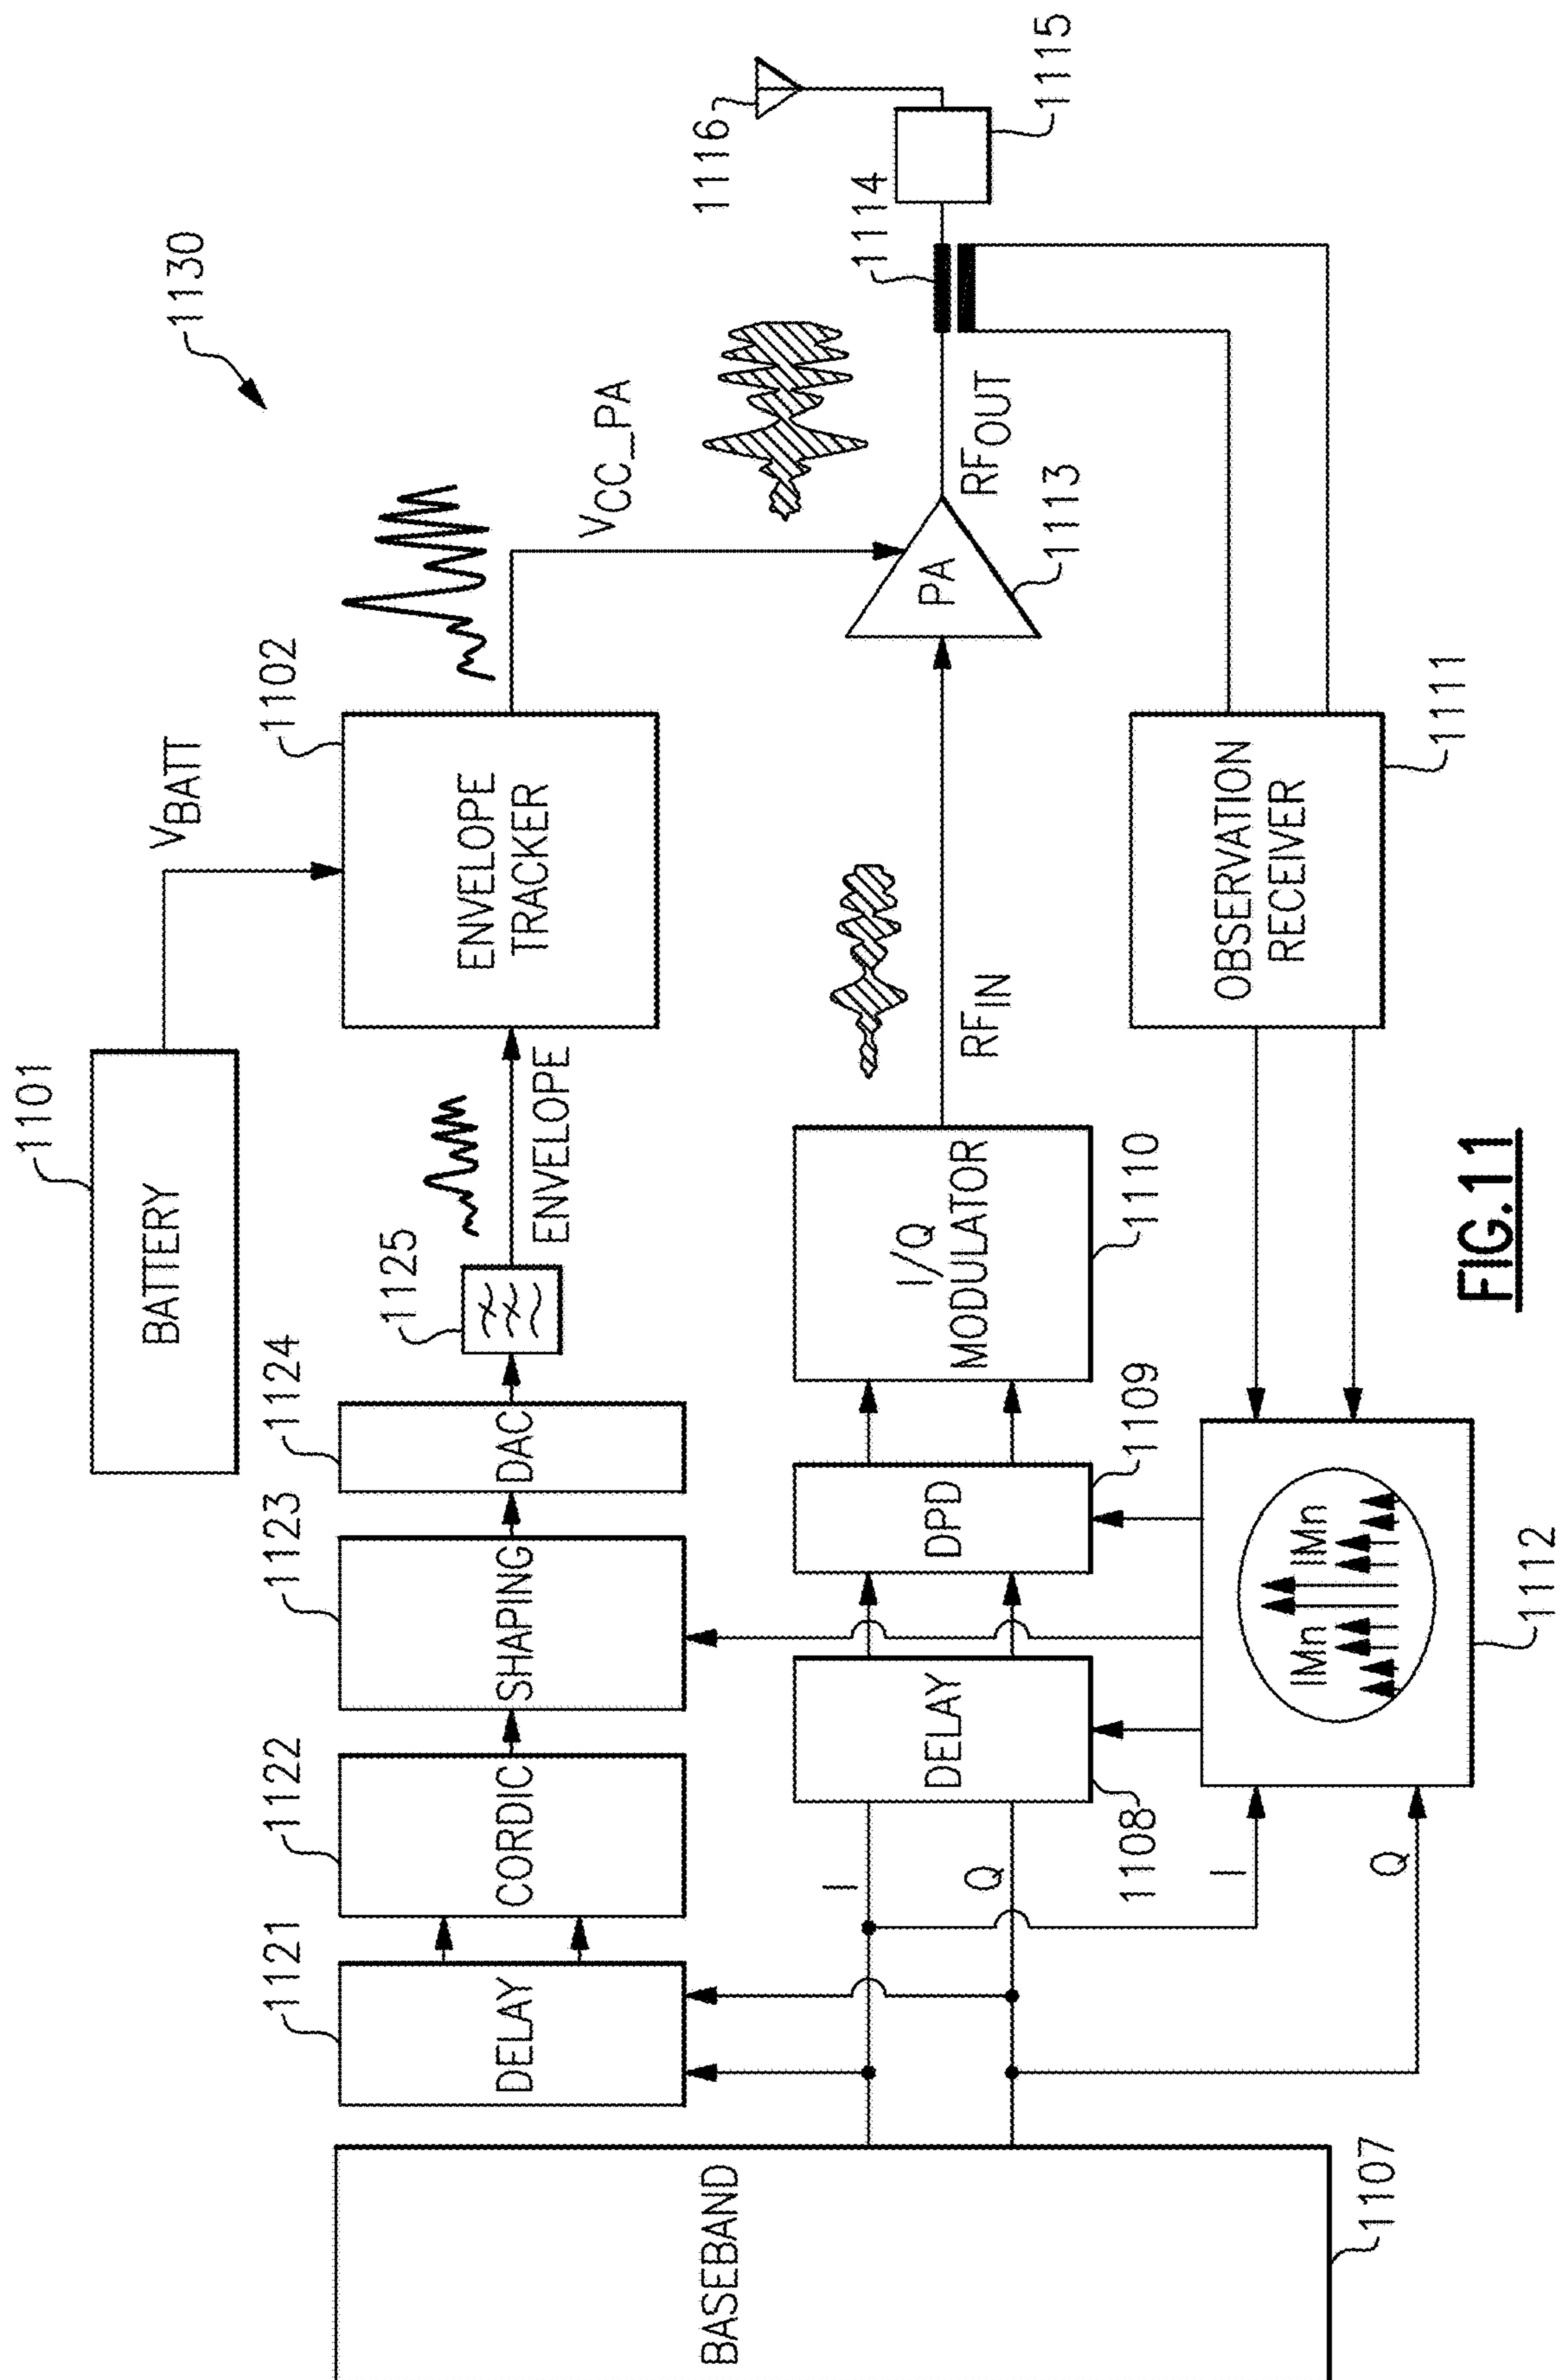 1101
BATTERY
VBATT
1130
1121
DELAY
1122
CORDIC
1123
SHAPING
1124
DAC
1125
ENVELOPE
1102
ENVELOPE
TRACKER
VCC_PA
BASEBAND
1107
I
Q
DELAY
1108
DPD
1109
I/Q
MODULATOR
1110
RFIN
PA
1113
RFOUT
1114
1115
1116
I
Q
IMn
IMn
1112
OBSERVATION
RECEIVER
1111
FIG.11